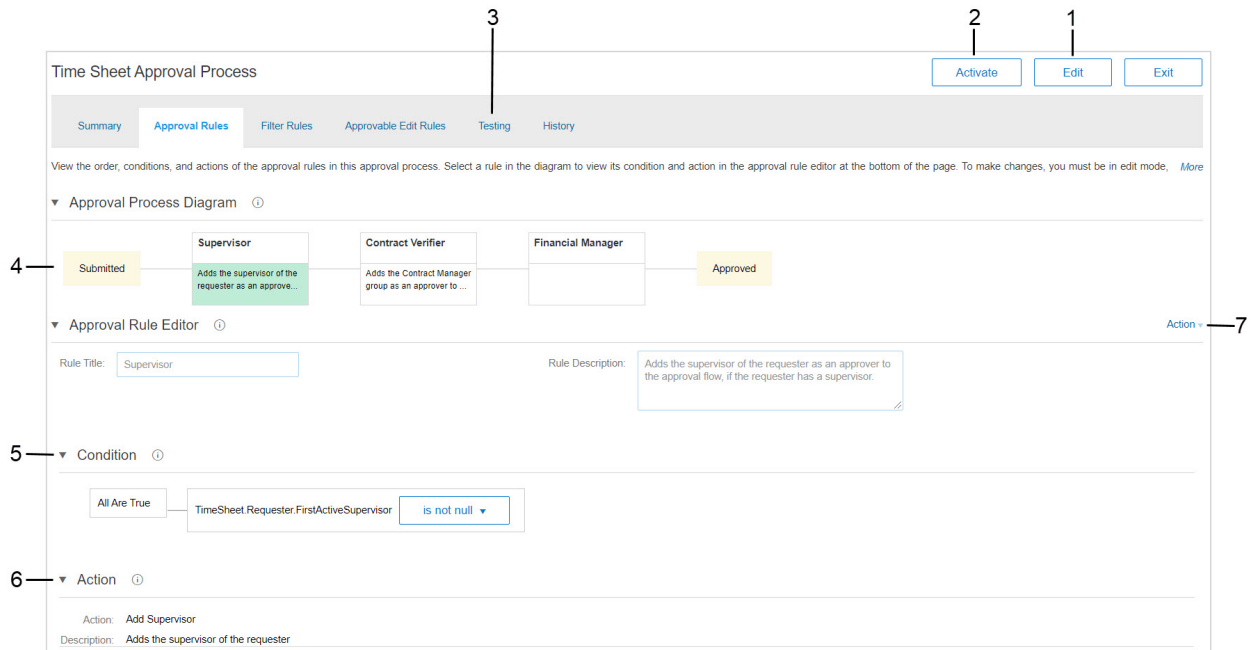 3 2 1
Time Sheet Approval Process Activate Edit Exit
Summary Approval Rules Filter Rules Approvable Edit Rules Testing History
View the order, conditions, and actions of the approval rules in this approval process. Select a rule in the diagram to view its condition and action in the approval rule editor at the bottom of the page. To make changes, you must be in edit mode, More
Approval Process Diagram
4
Submitted
Supervisor
Adds the supervisor of the
requester as an approve...
Contract Verifier
Adds the Contract Manager
group as an approver to ...
Financial Manager
Approved
Approval Rule Editor Action 7
Rule Title: Supervisor
Rule Description: Adds the supervisor of the requester as an approver to
the approval flow, if the requester has a supervisor.
5 Condition
All Are True TimeSheet.Requester.FirstActiveSupervisor is not null
6 Action
Action: Add Supervisor
Description: Adds the supervisor of the requester